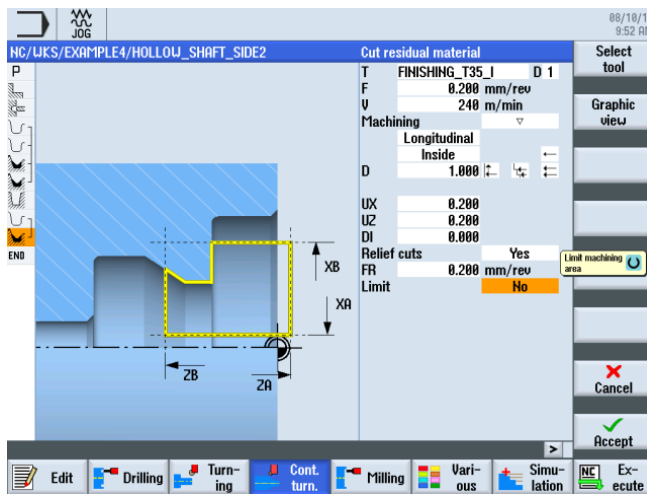 JOG
08/10/1
9:52 A
NC/WKS/EXAMPLE4/HOLLOW_SHAFT_SIDE2
Cut residual material
Select tool
P
T FINISHING_T35_I D 1
F 0.200 mm/rev
V 240 m/min
Graphic view
Machining ▽
Longitudinal
Inside ←
D 1.000
UX 0.200
UZ 0.200
DI 0.000
Relief cuts Yes
Limit machining area
END
FR 0.200 mm/rev
Limit No
XB
XA
ZB
ZA
Cancel
Accept
>
Edit
Drilling
Turn-
ing
Cont.
turn.
Milling
Vari-
ous
Simu-
lation
NC
Ex-
ecute